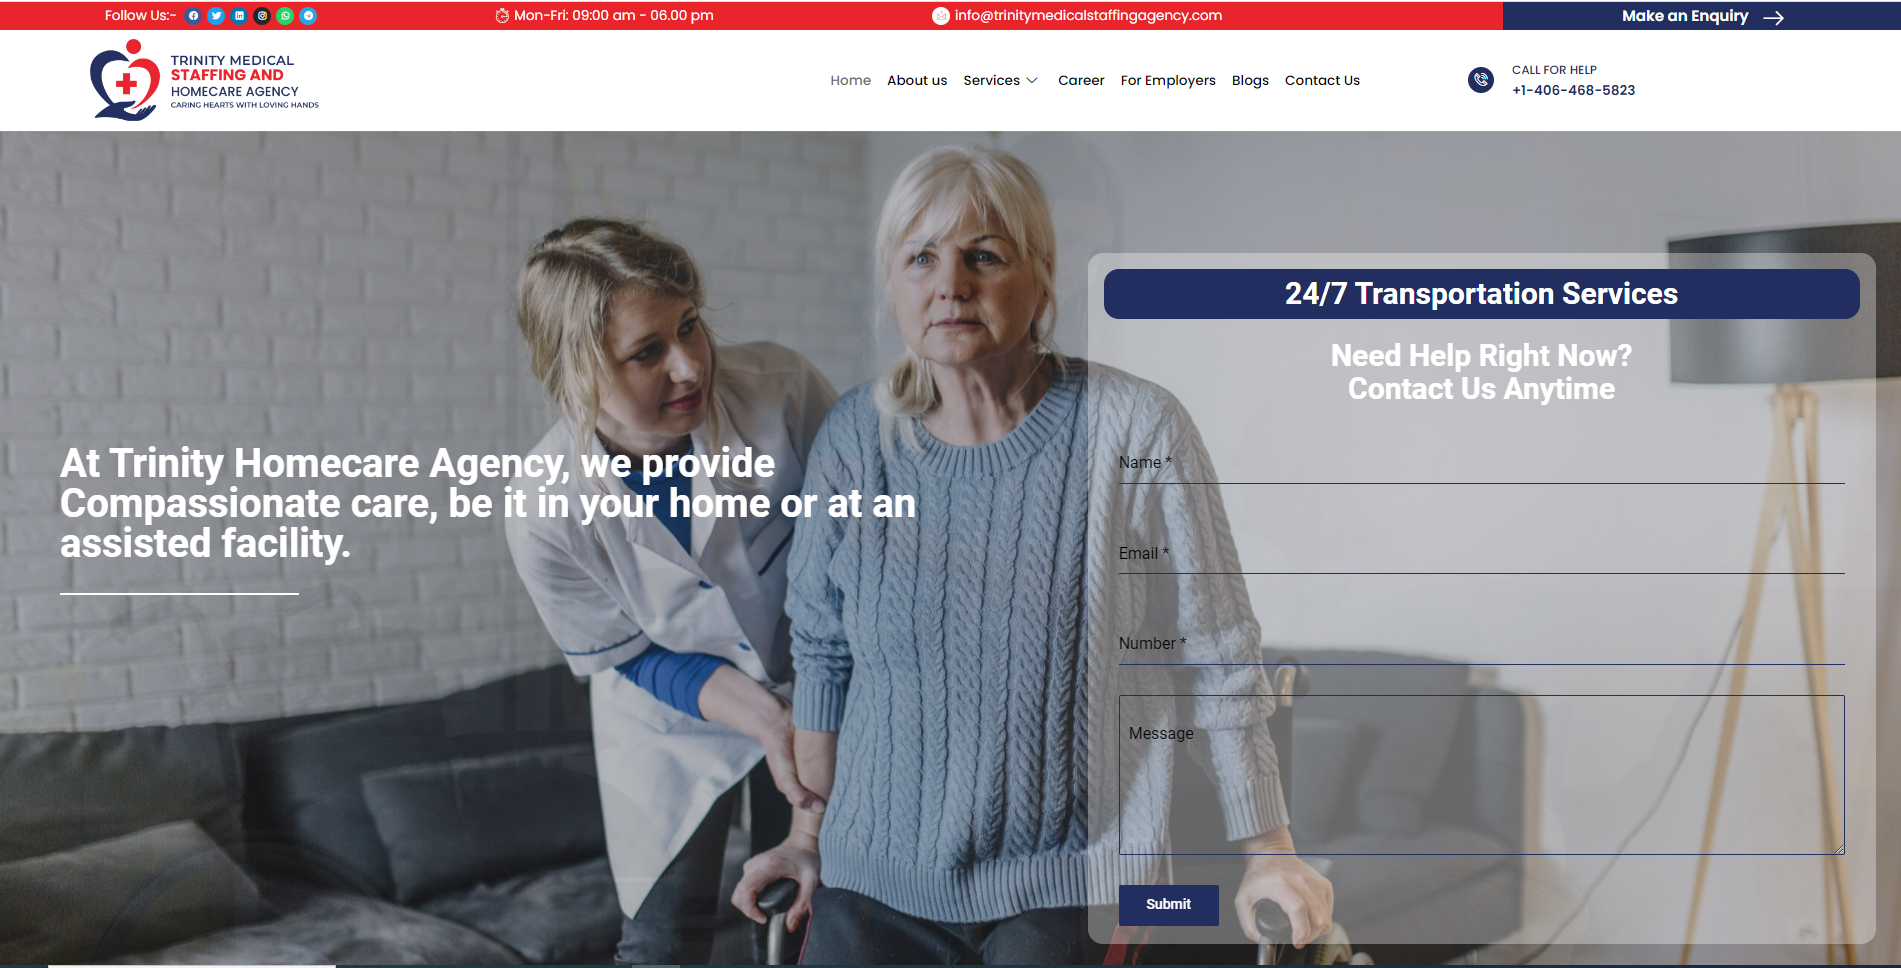 Follow Us:-
Mon-Fri: 09:00 am - 06.00 pm
info@trinitymedicalstaffingagency.com
Make an Enquiry
TRINITY MEDICAL
STAFFING AND
HOMECARE AGENCY
CARING HEARTS WITH LOVING HANDS
Home
About us
Services
Career
For Employers
Blogs
Contact Us
CALL FOR HELP
+1-406-468-5823
At Trinity Homecare Agency, we provide
Compassionate care, be it in your home or at an
assisted facility.
24/7 Transportation Services
Need Help Right Now?
Contact Us Anytime
Name *
Email *
Number *
Message
Submit